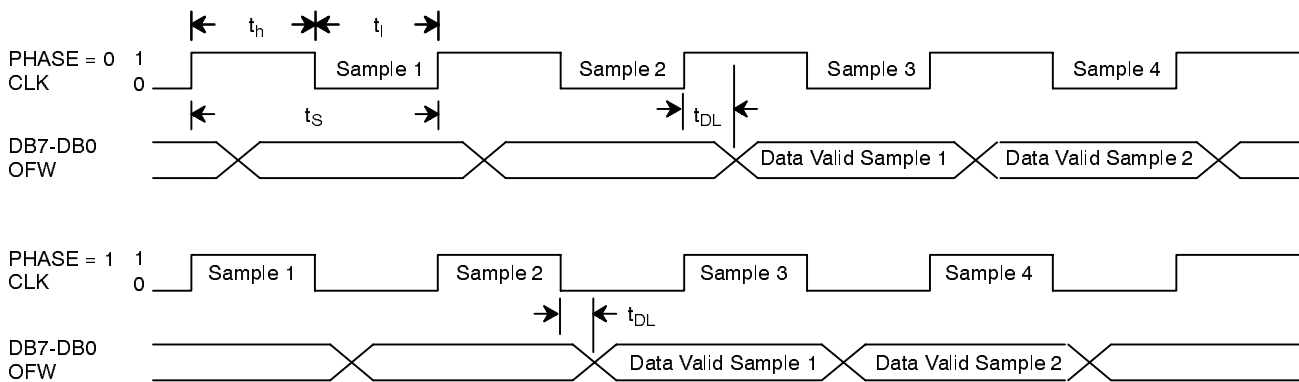 t_h t_l
PHASE = 0 1
CLK 0
Sample 1 Sample 2 Sample 3 Sample 4
t_S t_DL
DB7-DB0
OFW
Data Valid Sample 1 Data Valid Sample 2
PHASE = 1 1
CLK 0
Sample 1 Sample 2 Sample 3 Sample 4
t_DL
DB7-DB0
OFW
Data Valid Sample 1 Data Valid Sample 2